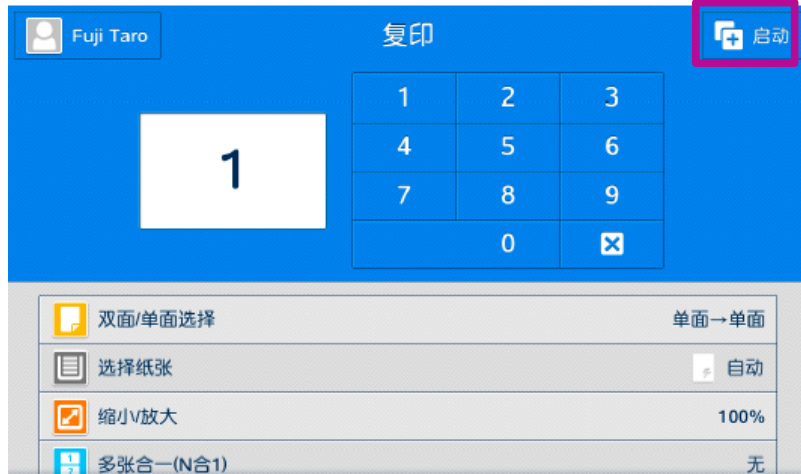 Fuji Taro 复印 启动
1
1 2 3
4 5 6
7 8 9
0
双面/单面选择 单面→单面
选择纸张 自动
缩小/放大 100%
1
2
多张合一(N合1) 无